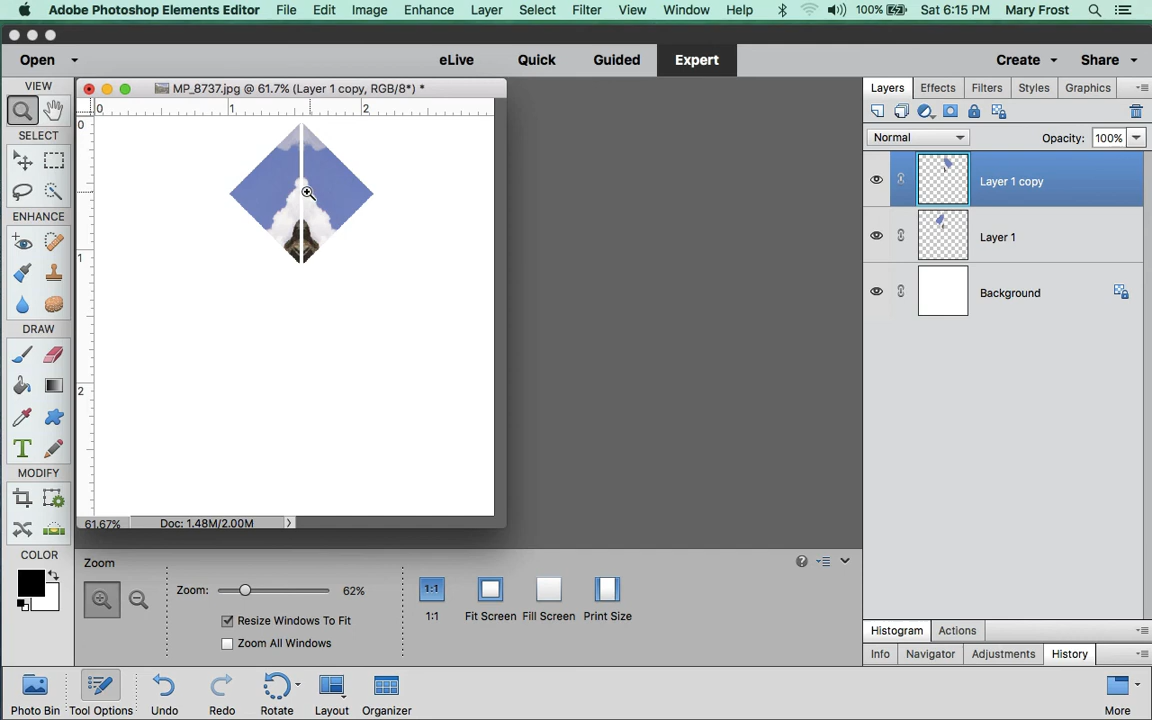 Adobe Photoshop Elements Editor File Edit Image Enhance Layer Select Filter View Window Help 100% Sat 6:15 PM Mary Frost
Open eLive Quick Guided Expert Create Share
VIEW
SELECT
ENHANCE
DRAW
T
MODIFY
COLOR
MP_8737.jpg @ 61.7% (Layer 1 copy, RGB/8*) *
0 1 2
0
1
2
61.67% Doc: 1.48M/2.00M
Layers Effects Filters Styles Graphics
Normal Opacity: 100%
Layer 1 copy
Layer 1
Background
Zoom
Zoom: 62%
Resize Windows To Fit
Zoom All Windows
1:1
1:1 Fit Screen Fill Screen Print Size
Histogram Actions
Info Navigator Adjustments History
Photo Bin Tool Options Undo Redo Rotate Layout Organizer More